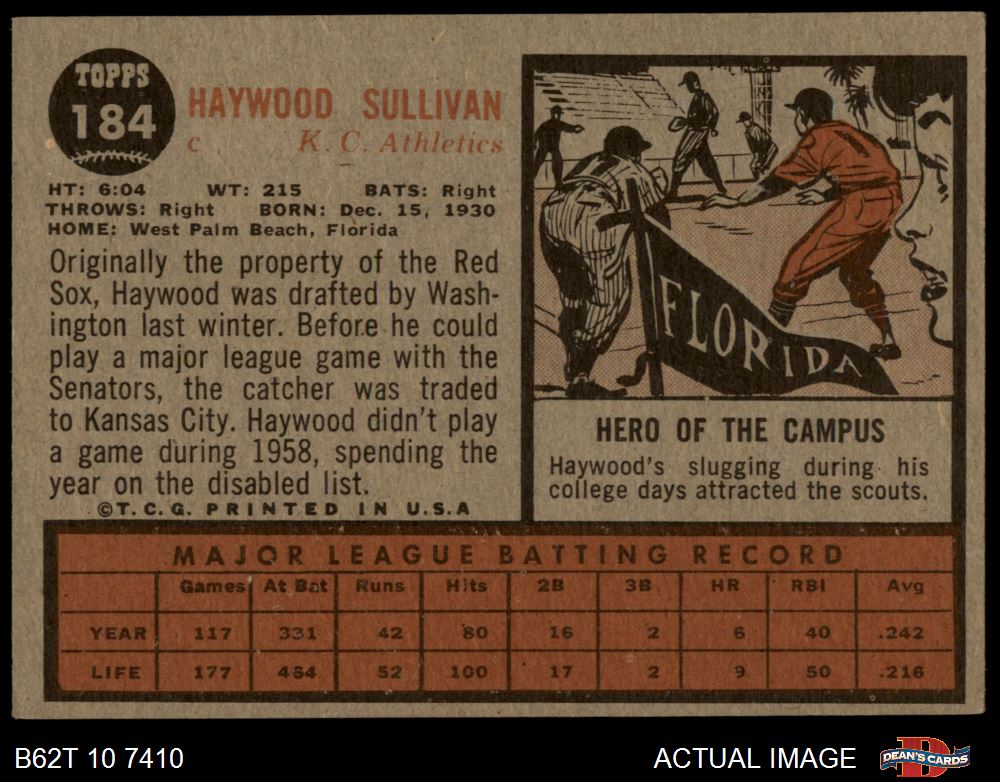 TOPPS
184
HAYWOOD SULLIVAN
c K. C. Athletics
HT: 6:04 WT: 215 BATS: Right
THROWS: Right BORN: Dec. 15, 1930
HOME: West Palm Beach, Florida
Originally the property of the Red
Sox, Haywood was drafted by Wash-
ington last winter. Before he could
play a major league game with the
Senators, the catcher was traded
to Kansas City. Haywood didn't play
a game during 1958, spending the
year on the disabled list.
©T.C.G. PRINTED IN U.S.A
FLORIDA
HERO OF THE CAMPUS
Haywood's slugging during his
college days attracted the scouts.
MAJOR LEAGUE BATTING RECORD
Games At Bat Runs Hits 2B 3B HR RBI Avg
YEAR 117 331 42 80 16 2 6 40 .242
LIFE 177 464 52 100 17 2 9 50 .216
B62T 10 7410
ACTUAL IMAGE
DEAN'S CARDS